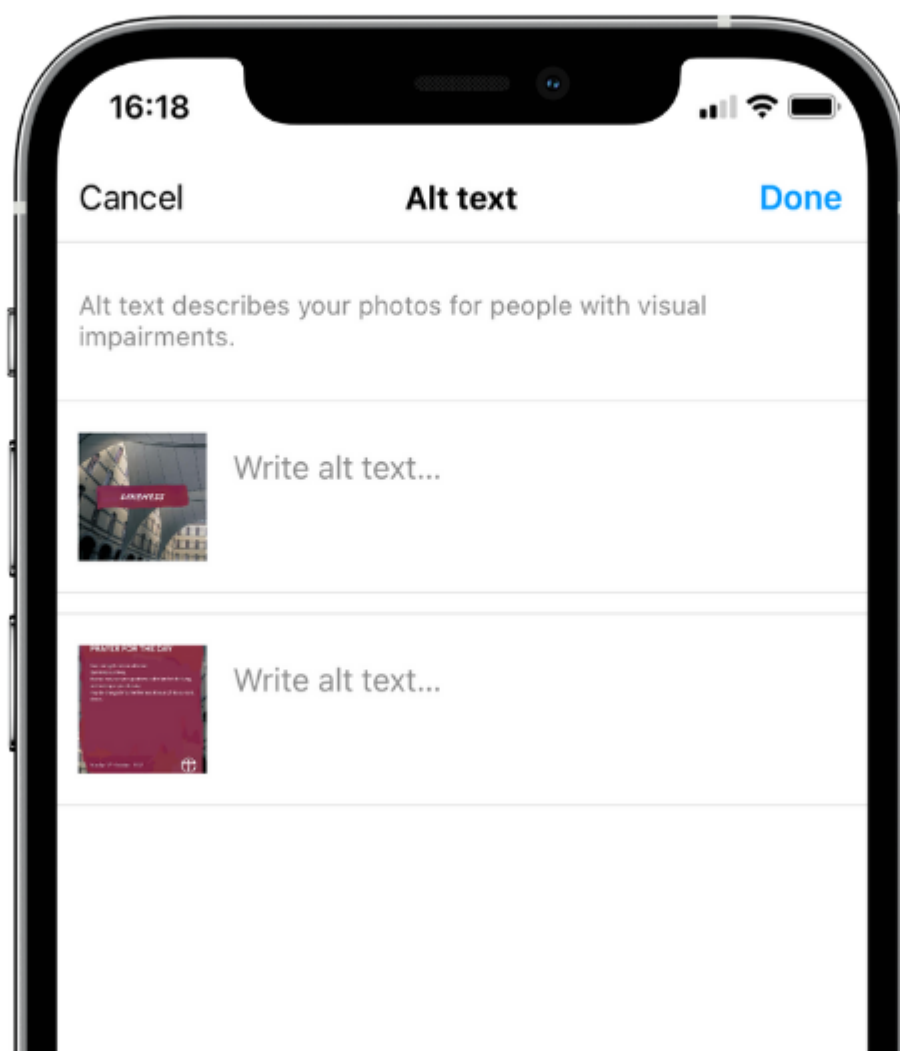 16:18
Cancel
Alt text
Done
Alt text describes your photos for people with visual
impairments.
LIKENESS
Write alt text...
PRAYER FOR THE DAY
Write alt text...